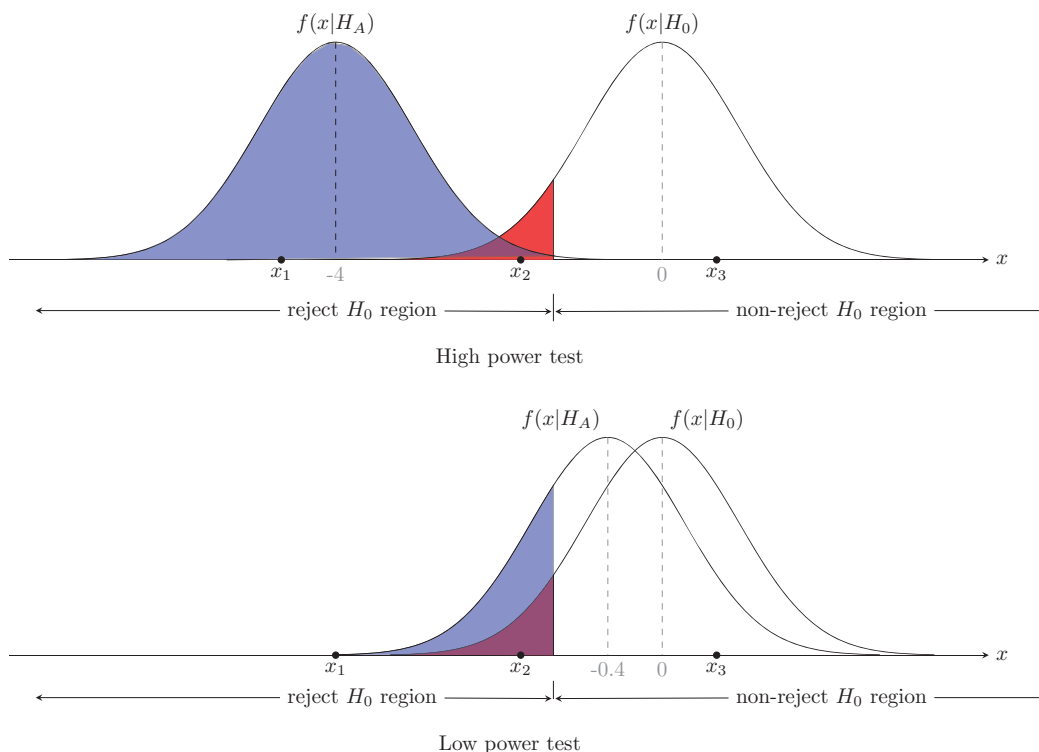 f(x|H_A) f(x|H_0)
x
x_1 -4 x_2 0 x_3
reject H_0 region non-reject H_0 region
High power test
f(x|H_A) f(x|H_0)
x
x_1 x_2 -0.4 0 x_3
reject H_0 region non-reject H_0 region
Low power test